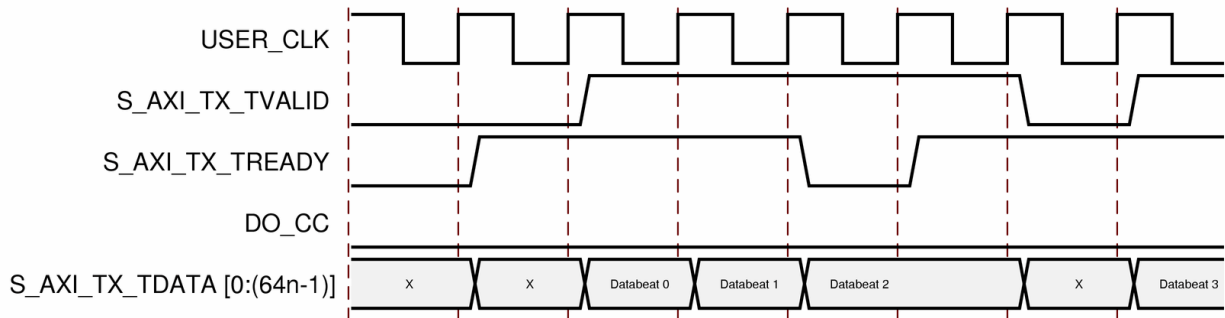 USER_CLK
S_AXI_TX_TVALID
S_AXI_TX_TREADY
DO_CC
S_AXI_TX_TDATA [0:(64n-1)] X X Databeat 0 Databeat 1 Databeat 2 X Databeat 3